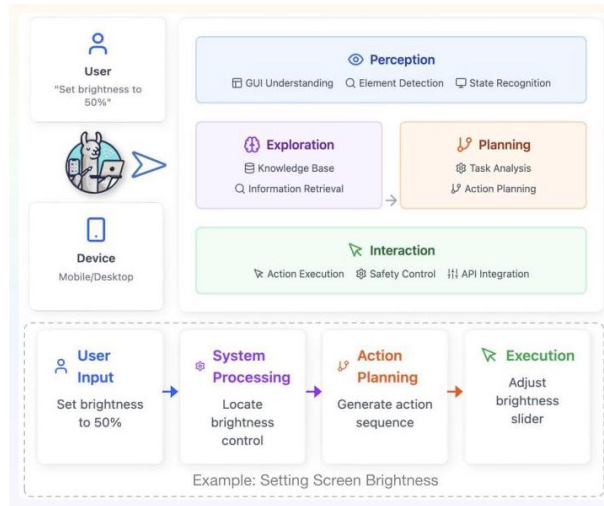 User
"Set brightness to
50%"
Device
Mobile/Desktop
Perception
GUI Understanding Element Detection State Recognition
Exploration
Knowledge Base
Information Retrieval
Planning
Task Analysis
Action Planning
Interaction
Action Execution Safety Control API Integration
User
Input
Set brightness
to 50%
System
Processing
Locate
brightness
control
Action
Planning
Generate action
sequence
Execution
Adjust
brightness
slider
Example: Setting Screen Brightness